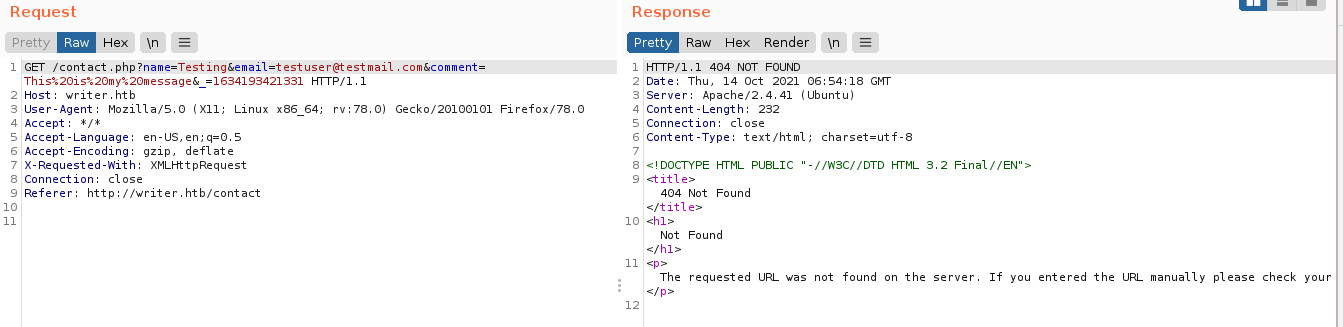 Request
Pretty Raw Hex \n
1 GET /contact.php?name=Testing&email=testuser@testmail.com&comment=
This%20is%20my%20message&_=1634193421331 HTTP/1.1
2 Host: writer.htb
3 User-Agent: Mozilla/5.0 (X11; Linux x86_64; rv:78.0) Gecko/20100101 Firefox/78.0
4 Accept: */*
5 Accept-Language: en-US,en;q=0.5
6 Accept-Encoding: gzip, deflate
7 X-Requested-With: XMLHttpRequest
8 Connection: close
9 Referer: http://writer.htb/contact
10
11
Response
Pretty Raw Hex Render \n
1 HTTP/1.1 404 NOT FOUND
2 Date: Thu, 14 Oct 2021 06:54:18 GMT
3 Server: Apache/2.4.41 (Ubuntu)
4 Content-Length: 232
5 Connection: close
6 Content-Type: text/html; charset=utf-8
7
8 <!DOCTYPE HTML PUBLIC "-//W3C//DTD HTML 3.2 Final//EN">
9 <title>
404 Not Found
</title>
10 <h1>
Not Found
</h1>
11 <p>
The requested URL was not found on the server. If you entered the URL manually please check your
</p>
12